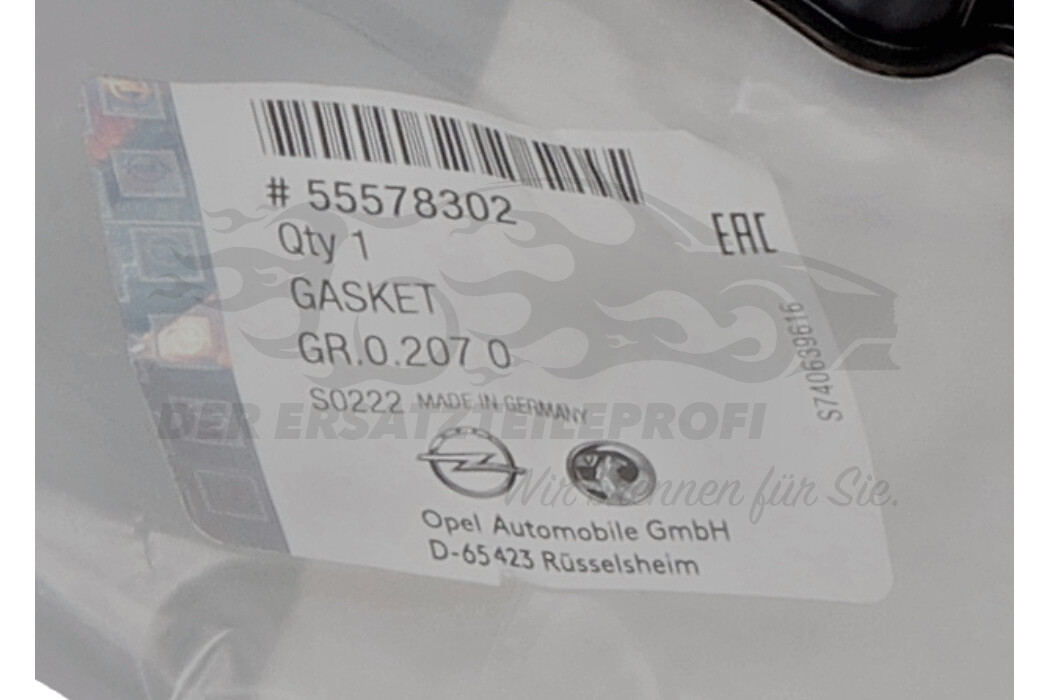 # 55578302
Qty 1
EAC
GASKET
GR.0.207 0
S0222 MADE IN GERMANY
S740639616
DER ERSATZTEILEPROFI
Wir brennen für Sie.
Opel Automobile GmbH
D-65423 Rüsselsheim